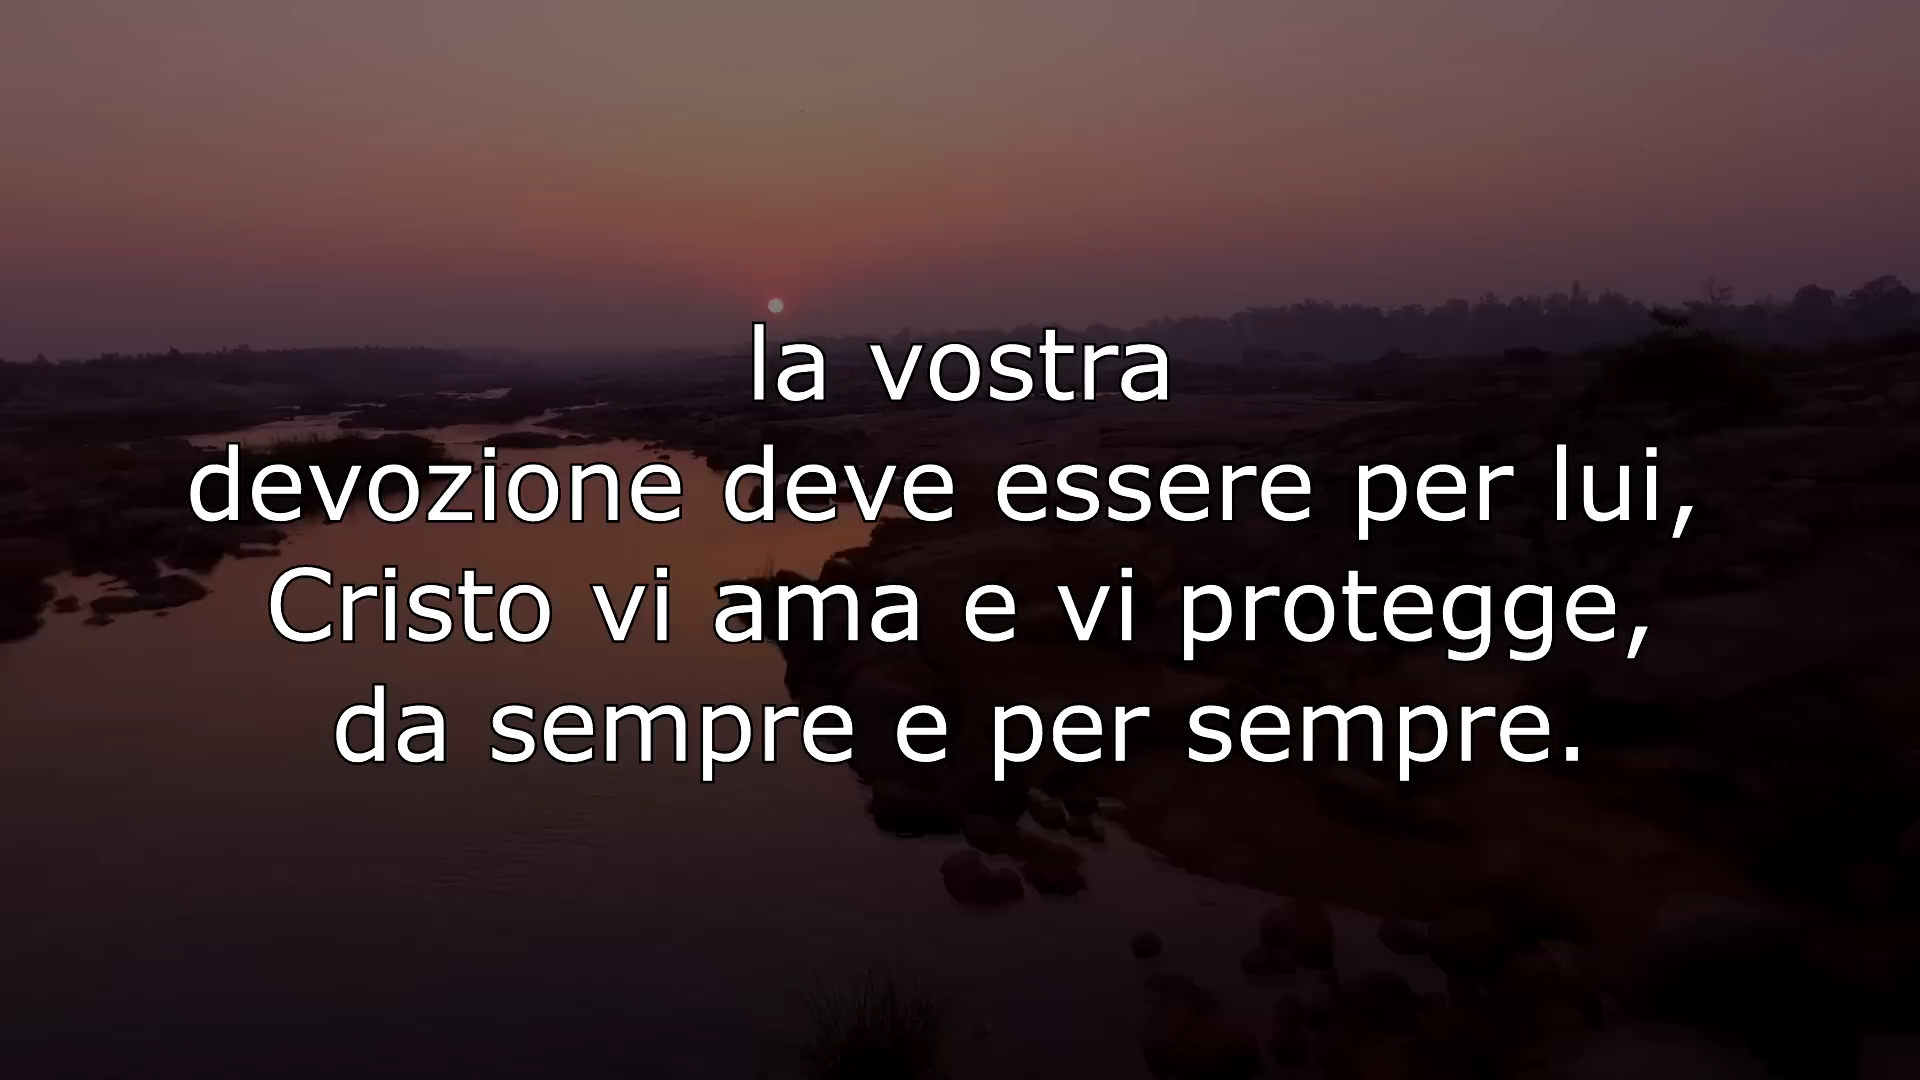 la vostra
devozione deve essere per lui,
Cristo vi ama e vi protegge,
da sempre e per sempre.